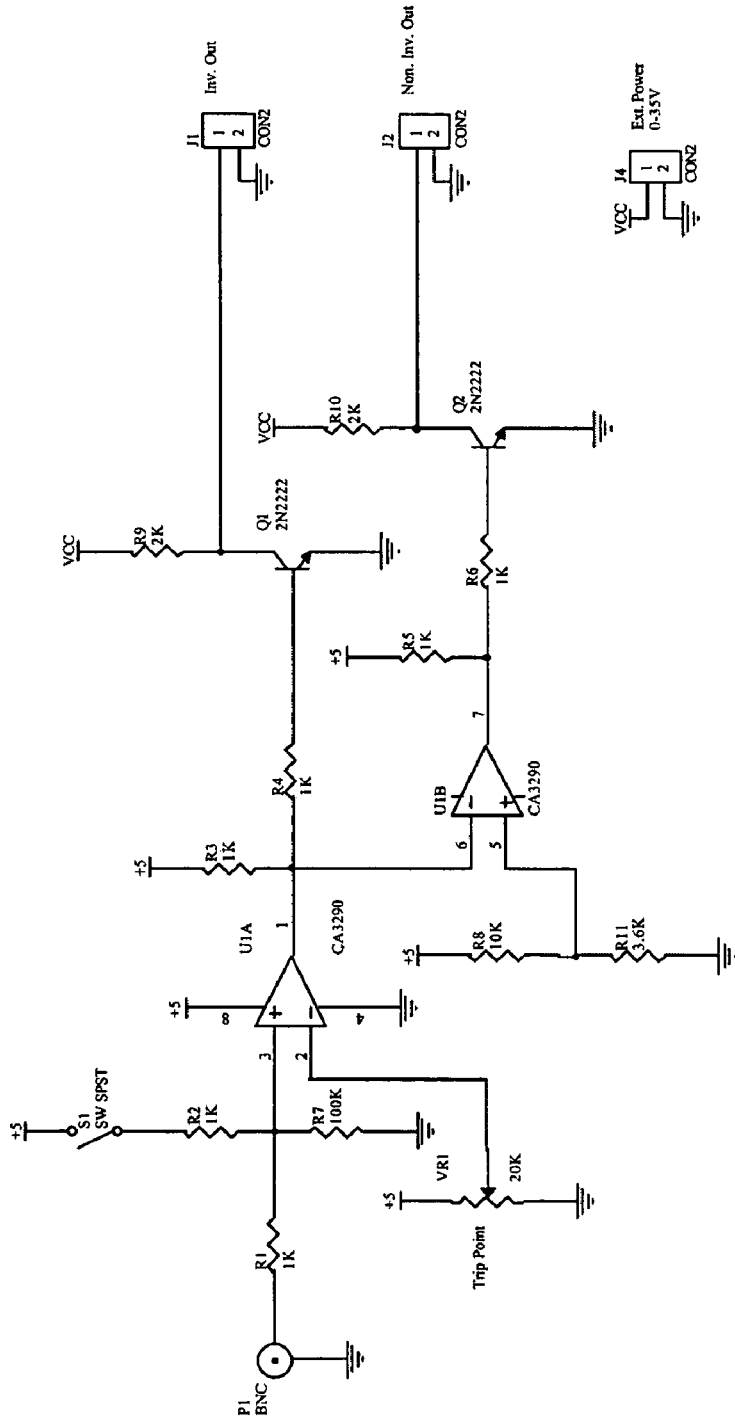 P1
BNC
R1
1K
+5
S1
SW SPST
R2
1K
R7
100K
+5
VR1
20K
Trip Point
3
2
+5
8
4
U1A
CA3290
1
+5
R3
1K
R4
1K
+5
R8
10K
R11
3.6K
6
5
U1B
CA3290
7
+5
R5
1K
R6
1K
VCC
R9
2K
Q1
2N2222
VCC
R10
2K
Q2
2N2222
J1
1
2
CON2
Inv. Out
J2
1
2
CON2
Non. Inv. Out
VCC
J4
1
2
CON2
Ext. Power
0-35V
+
-
-
+